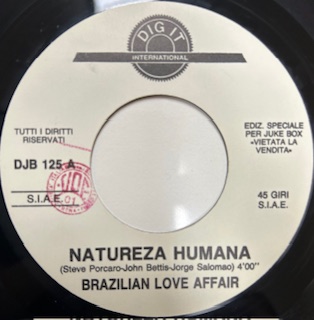 DIG IT
INTERNATIONAL
TUTTI I DIRITTI
RISERVATI
EDIZ. SPECIALE
PER JUKE BOX
«VIETATA LA
VENDITA»
DJB 125 A
S.I.A.E.
01
45 GIRI
S.I.A.E.
NATUREZA HUMANA
(Steve Porcaro-John Bettis-Jorge Salomao) 4'00"
BRAZILIAN LOVE AFFAIR